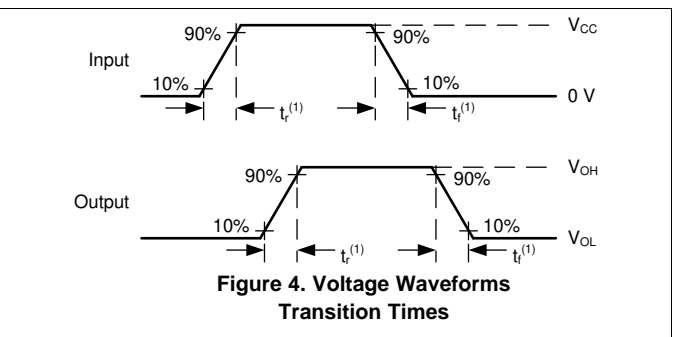 V_CC
90% 90%
Input
10% 10%
0 V
t_r^(1) t_f^(1)
V_OH
90% 90%
Output
10% 10%
V_OL
t_r^(1) t_f^(1)
Figure 4. Voltage Waveforms
Transition Times